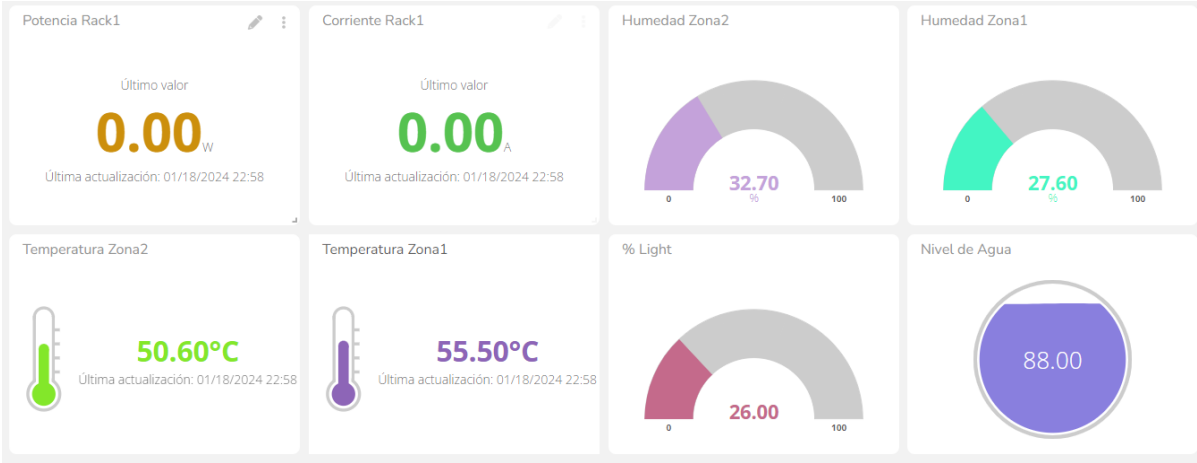 Potencia Rack1
Último valor
0.00 W
Última actualización: 01/18/2024 22:58
Corriente Rack1
Último valor
0.00 A
Última actualización: 01/18/2024 22:58
Humedad Zona2
32.70
%
0 100
Humedad Zona1
27.60
%
0 100
Temperatura Zona2
50.60°C
Última actualización: 01/18/2024 22:58
Temperatura Zona1
55.50°C
Última actualización: 01/18/2024 22:58
% Light
26.00
0 100
Nivel de Agua
88.00